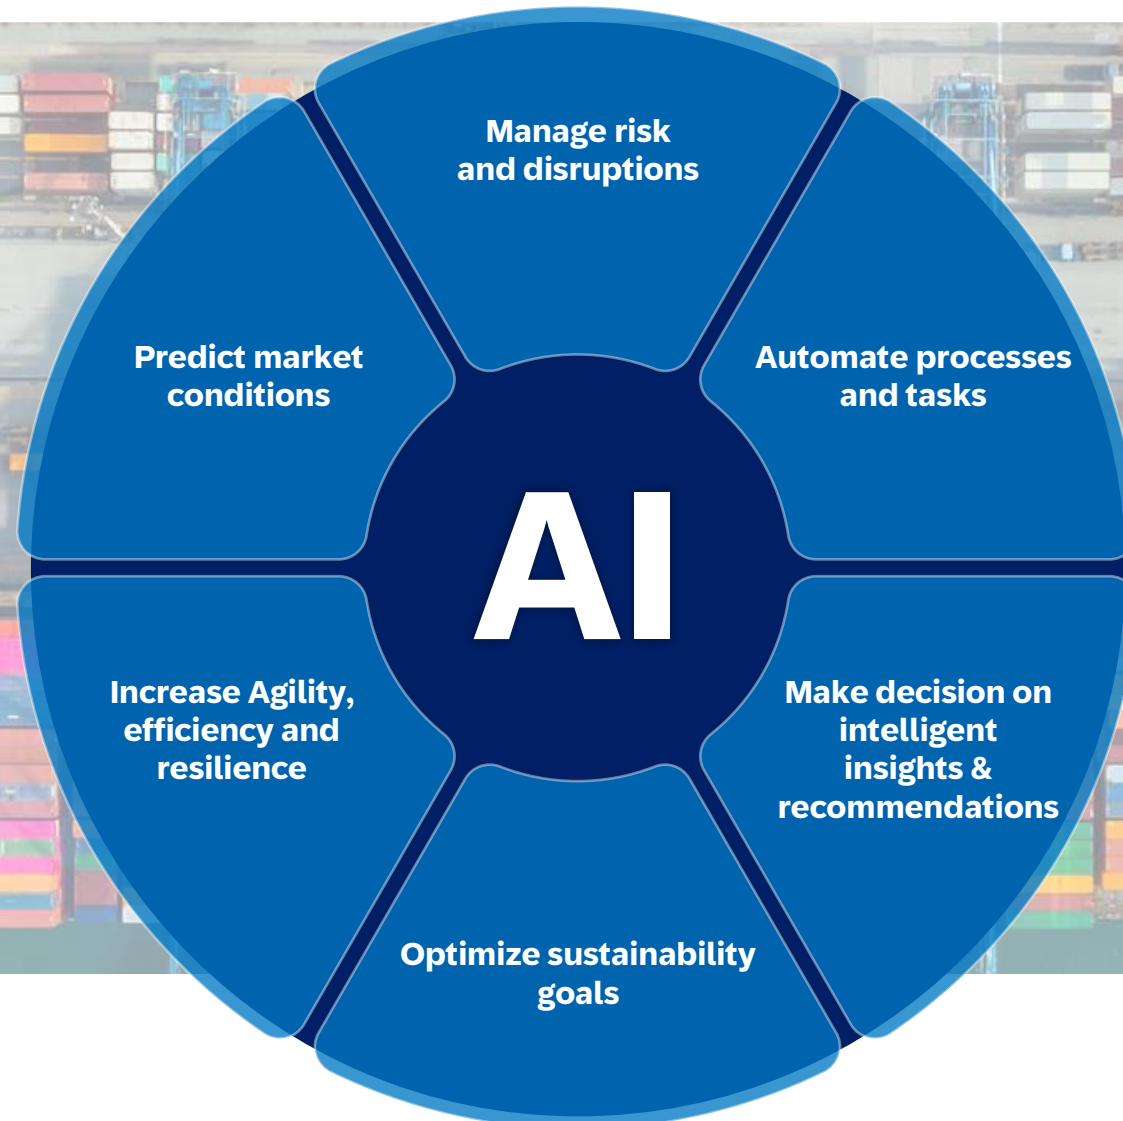 Manage risk
and disruptions
Automate processes
and tasks
Make decision on
intelligent
insights &
recommendations
Optimize sustainability
goals
Increase Agility,
efficiency and
resilience
Predict market
conditions
AI